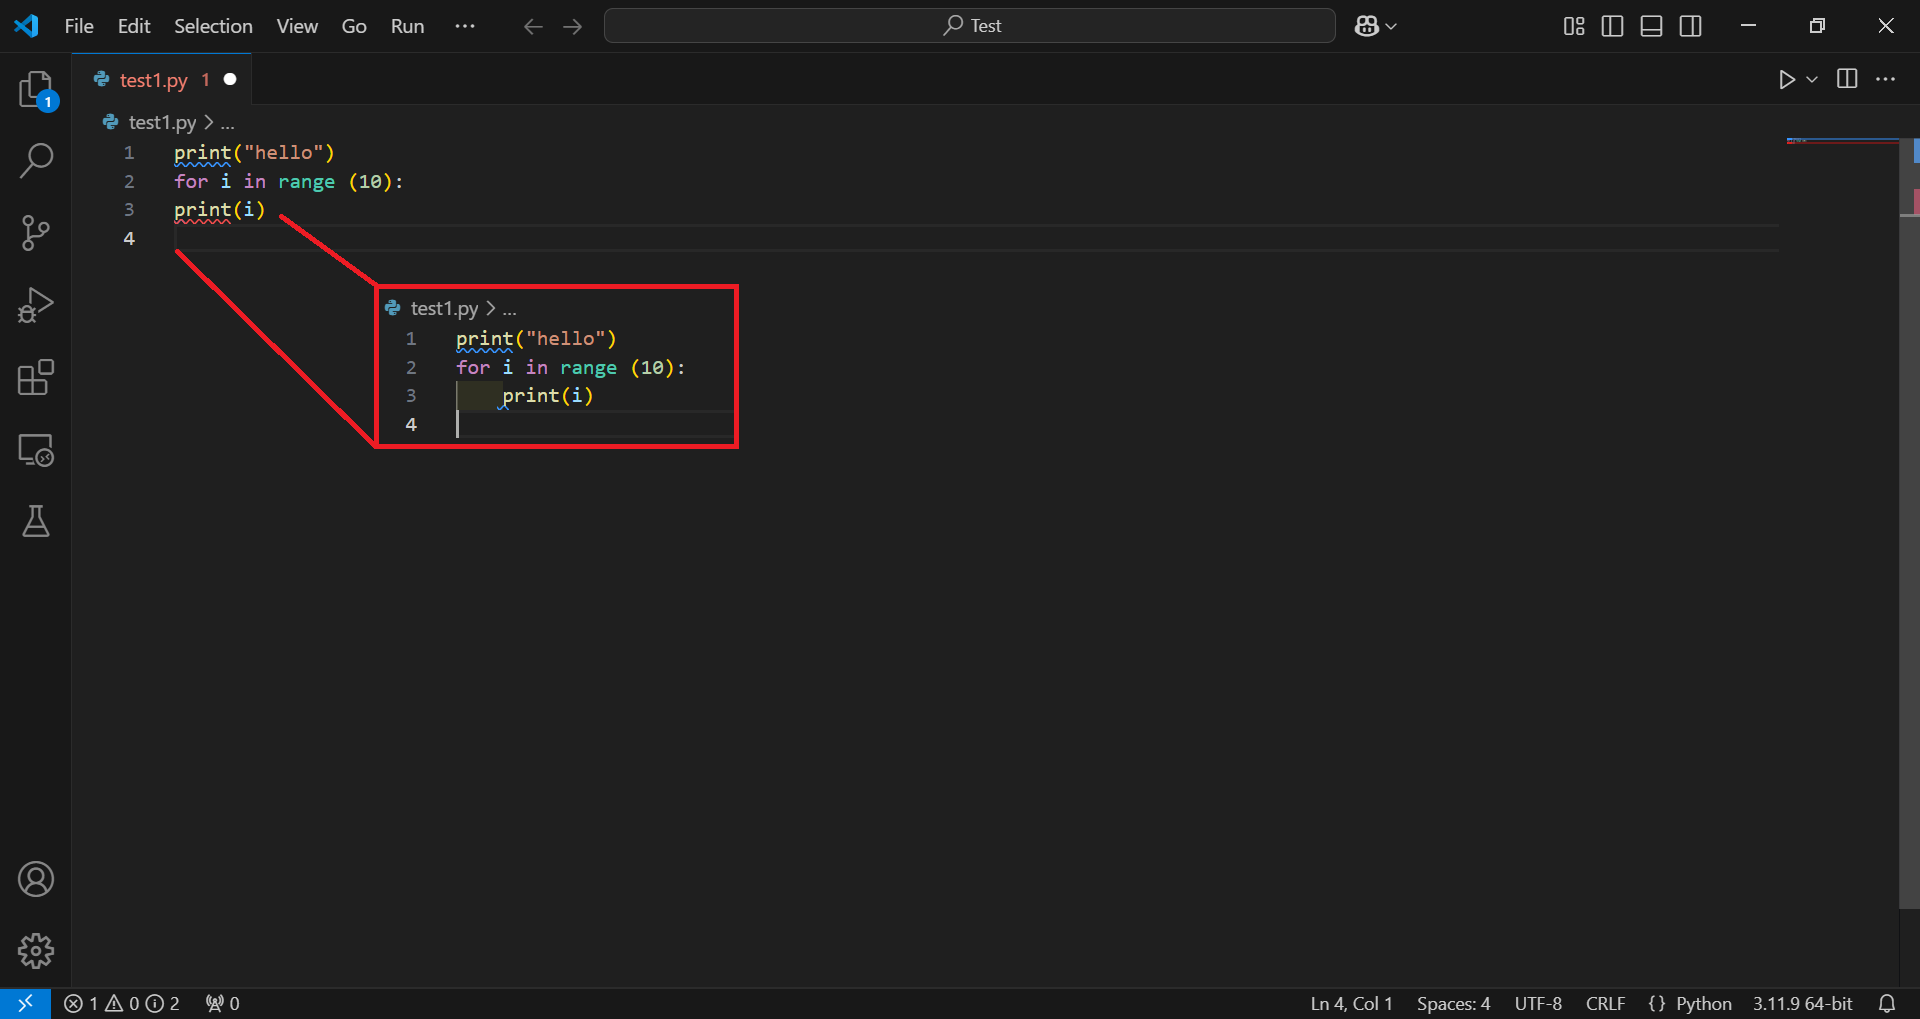 File Edit Selection View Go Run ... Test
test1.py 1
test1.py > ...
1 print("hello")
2 for i in range (10):
3 print(i)
4
test1.py > ...
1 print("hello")
2 for i in range (10):
3 print(i)
4
1
1 0 2 0 Ln 4, Col 1 Spaces: 4 UTF-8 CRLF {} Python 3.11.9 64-bit